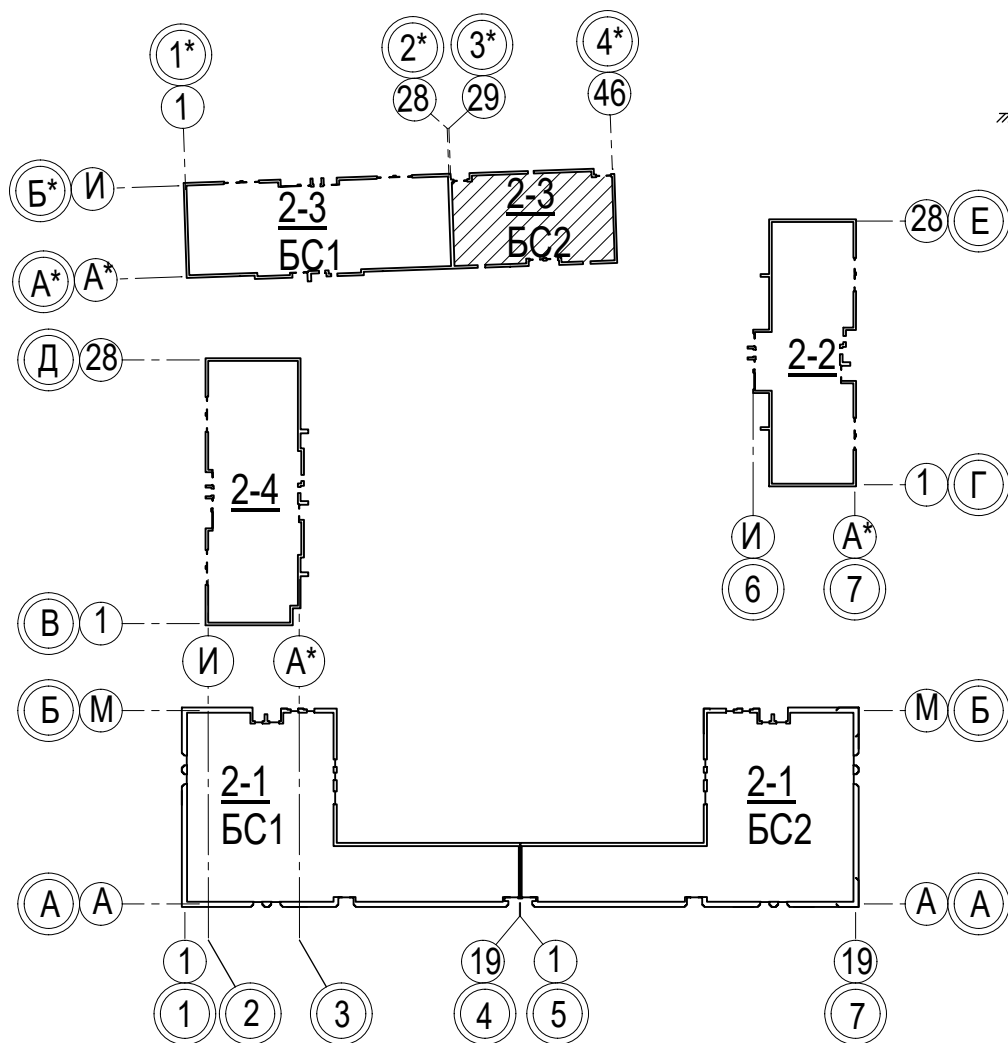 1* 2* 3* 4*
1 28 29 46
Б* И
2-3
БС1
2-3
БС2
28 Е
А* А*
Д 28
2-2
2-4
1 Г
И А*
6 7
В 1
И А*
Б М
М Б
2-1
БС1
2-1
БС2
А А
А А
1 19 1 19
1 2 3 4 5 7